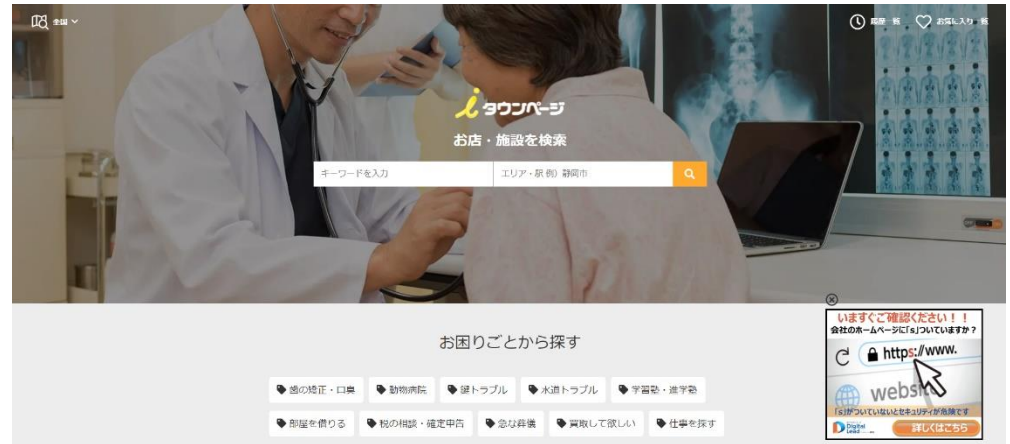 全国
履歴一覧
お気に入り一覧
iタウンページ
お店・施設を検索
キーワードを入力
エリア・駅 例) 静岡市
お困りごとから探す
歯の矯正・口臭
動物病院
鍵トラブル
水道トラブル
学習塾・進学塾
部屋を借りる
税の相談・確定申告
急な葬儀
買取して欲しい
仕事を探す
いますぐご確認ください！！
会社のホームページに「s」ついていますか？
https://www.
website
「s」がついていないとセキュリティが危険です
Digital Lead
詳しくはこちら